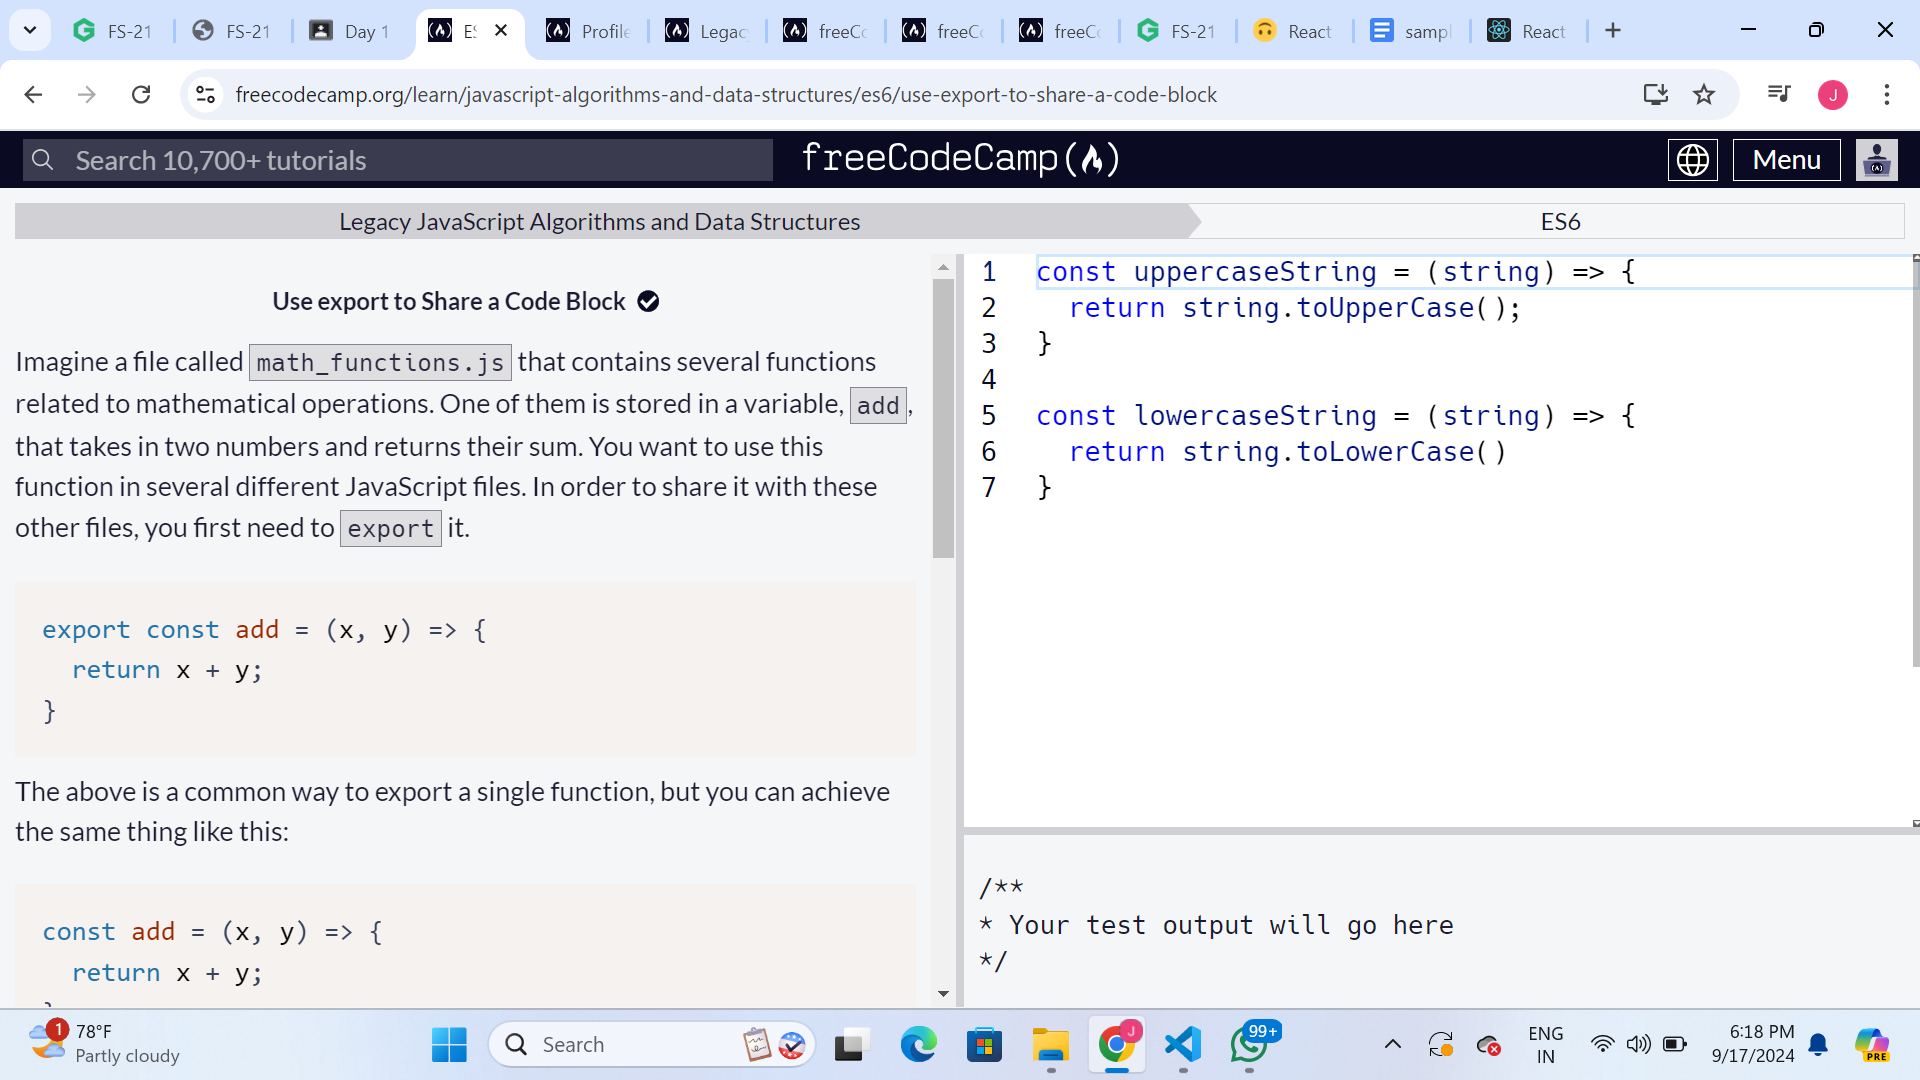 FS-21
FS-21
Day 1
ES
Profile
Legac
freeCo
freeCo
freeCo
FS-21
React
sampl
React
freecodecamp.org/learn/javascript-algorithms-and-data-structures/es6/use-export-to-share-a-code-block
J
Search 10,700+ tutorials
freeCodeCamp(🔥)
Menu
Legacy JavaScript Algorithms and Data Structures
ES6
Use export to Share a Code Block
Imagine a file called math_functions.js that contains several functions
related to mathematical operations. One of them is stored in a variable, add,
that takes in two numbers and returns their sum. You want to use this
function in several different JavaScript files. In order to share it with these
other files, you first need to export it.
export const add = (x, y) => {
  return x + y;
}
The above is a common way to export a single function, but you can achieve
the same thing like this:
const add = (x, y) => {
  return x + y;
1 const uppercaseString = (string) => {
2   return string.toUpperCase();
3 }
4
5 const lowercaseString = (string) => {
6   return string.toLowerCase()
7 }
/**
* Your test output will go here
*/
1
78°F
Partly cloudy
Search
J
99+
ENG
IN
6:18 PM
9/17/2024
PRE